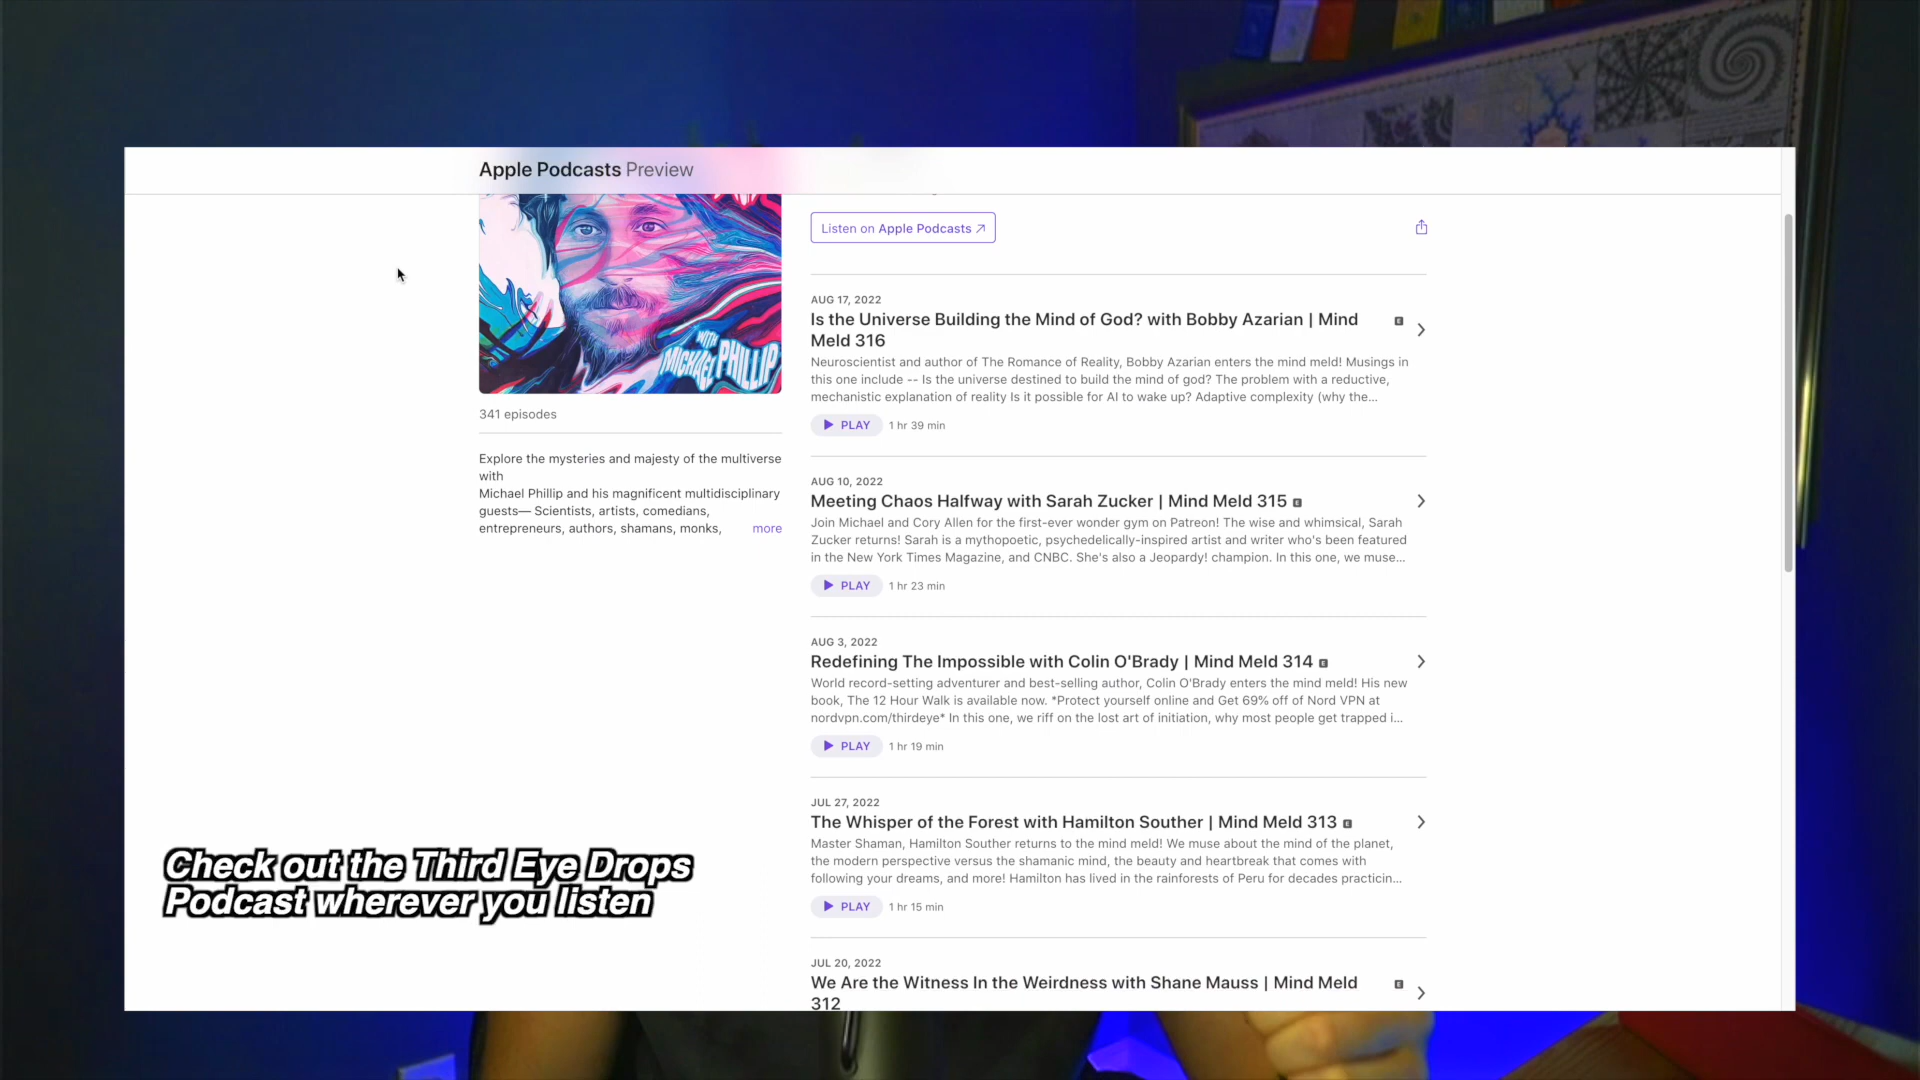 Apple Podcasts Preview
WITH
MICHAEL PHILLIP
341 episodes
Explore the mysteries and majesty of the multiverse
with
Michael Phillip and his magnificent multidisciplinary
guests— Scientists, artists, comedians,
entrepreneurs, authors, shamans, monks, more
Listen on Apple Podcasts ↗
AUG 17, 2022
Is the Universe Building the Mind of God? with Bobby Azarian | Mind E
Meld 316
Neuroscientist and author of The Romance of Reality, Bobby Azarian enters the mind meld! Musings in
this one include -- Is the universe destined to build the mind of god? The problem with a reductive,
mechanistic explanation of reality Is it possible for AI to wake up? Adaptive complexity (why the...
PLAY 1 hr 39 min
AUG 10, 2022
Meeting Chaos Halfway with Sarah Zucker | Mind Meld 315 E
Join Michael and Cory Allen for the first-ever wonder gym on Patreon! The wise and whimsical, Sarah
Zucker returns! Sarah is a mythopoetic, psychedelically-inspired artist and writer who's been featured
in the New York Times Magazine, and CNBC. She's also a Jeopardy! champion. In this one, we muse...
PLAY 1 hr 23 min
AUG 3, 2022
Redefining The Impossible with Colin O'Brady | Mind Meld 314 E
World record-setting adventurer and best-selling author, Colin O'Brady enters the mind meld! His new
book, The 12 Hour Walk is available now. *Protect yourself online and Get 69% off of Nord VPN at
nordvpn.com/thirdeye* In this one, we riff on the lost art of initiation, why most people get trapped i...
PLAY 1 hr 19 min
JUL 27, 2022
The Whisper of the Forest with Hamilton Souther | Mind Meld 313 E
Master Shaman, Hamilton Souther returns to the mind meld! We muse about the mind of the planet,
the modern perspective versus the shamanic mind, the beauty and heartbreak that comes with
following your dreams, and more! Hamilton has lived in the rainforests of Peru for decades practicin...
PLAY 1 hr 15 min
JUL 20, 2022
We Are the Witness In the Weirdness with Shane Mauss | Mind Meld E
312
Check out the Third Eye Drops
Podcast wherever you listen